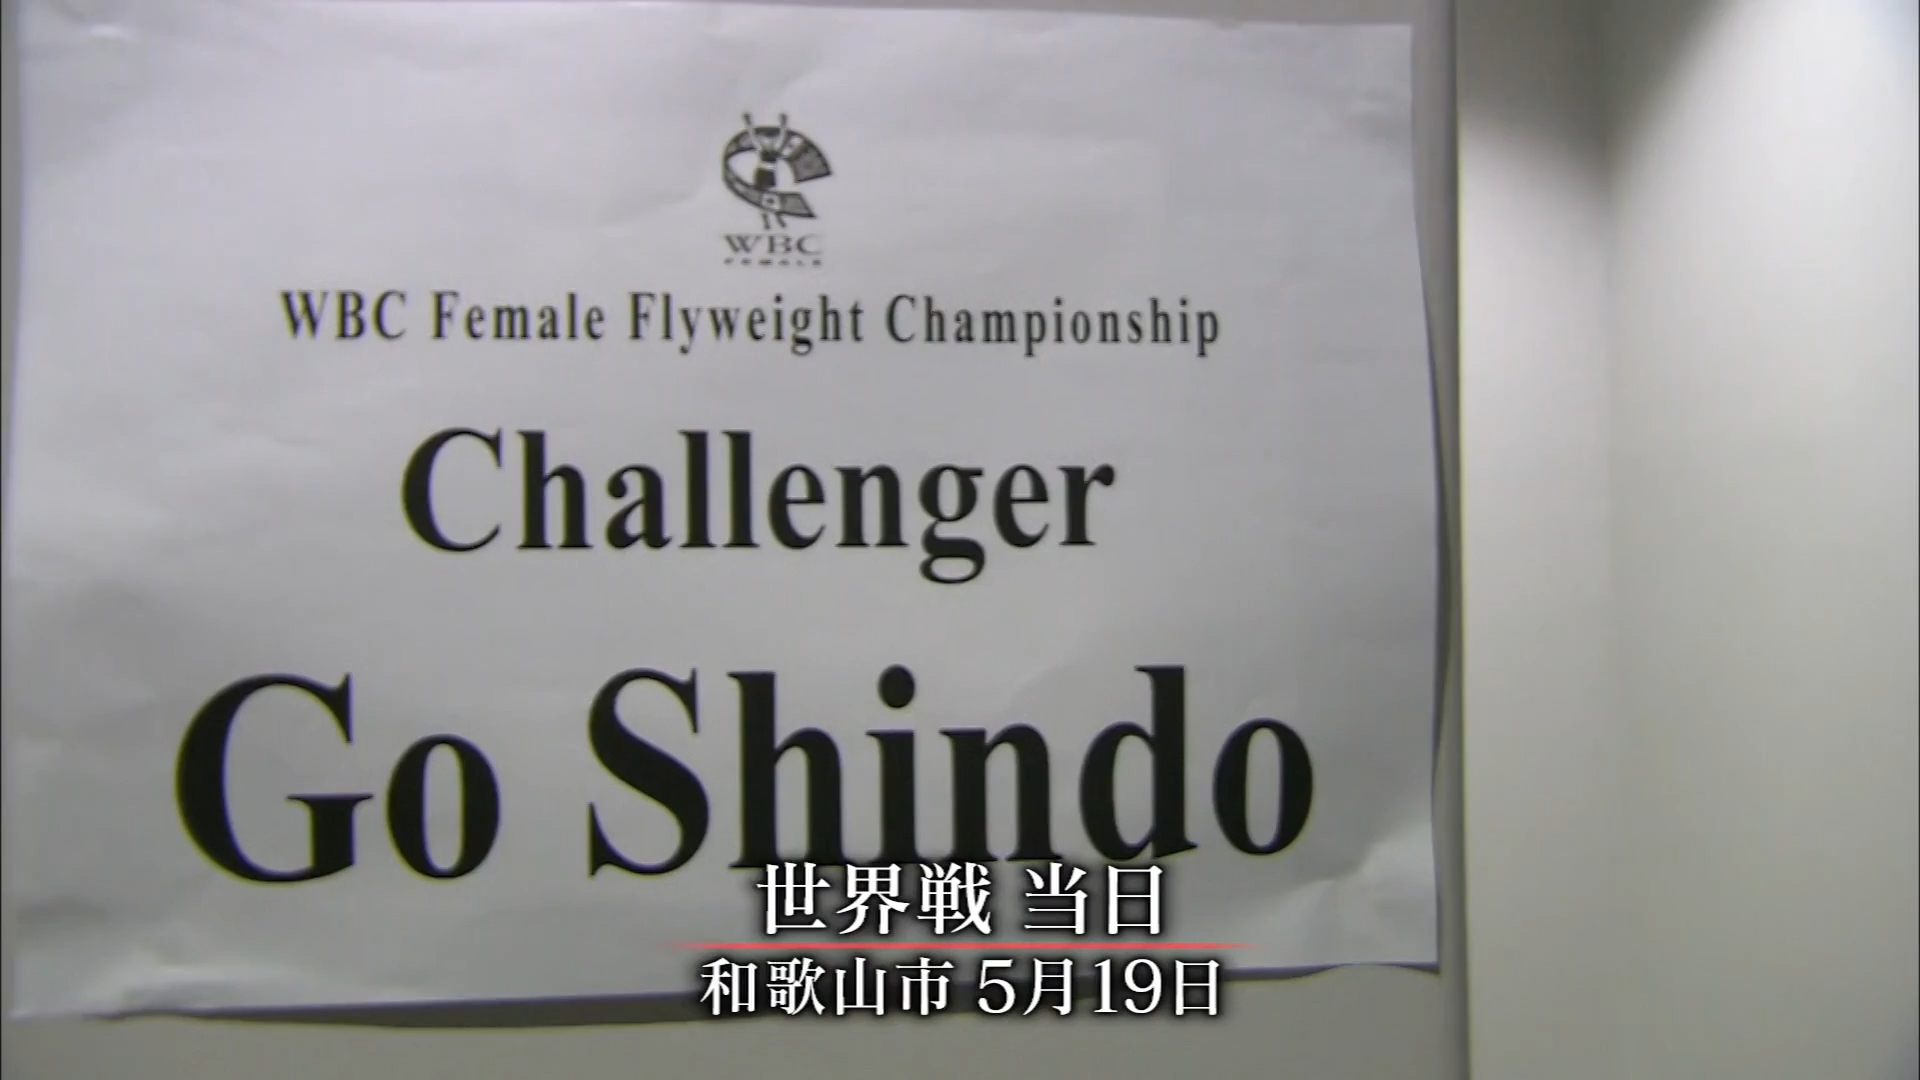 WBC
FEMALE
WBC Female Flyweight Championship
Challenger
Go Shindo
世界戦 当日
和歌山市 5月19日